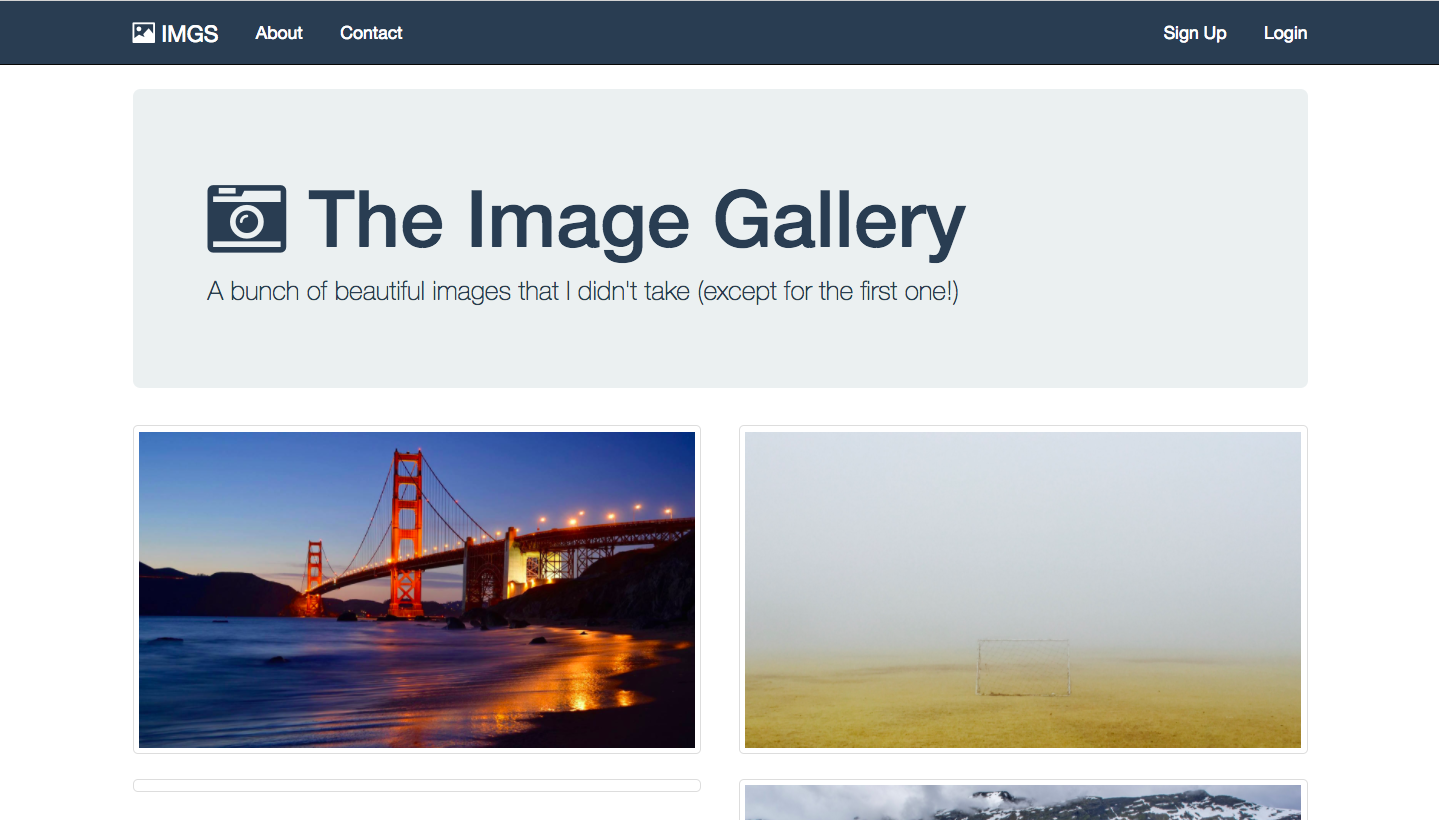 IMGS About Contact Sign Up Login
The Image Gallery
A bunch of beautiful images that I didn't take (except for the first one!)